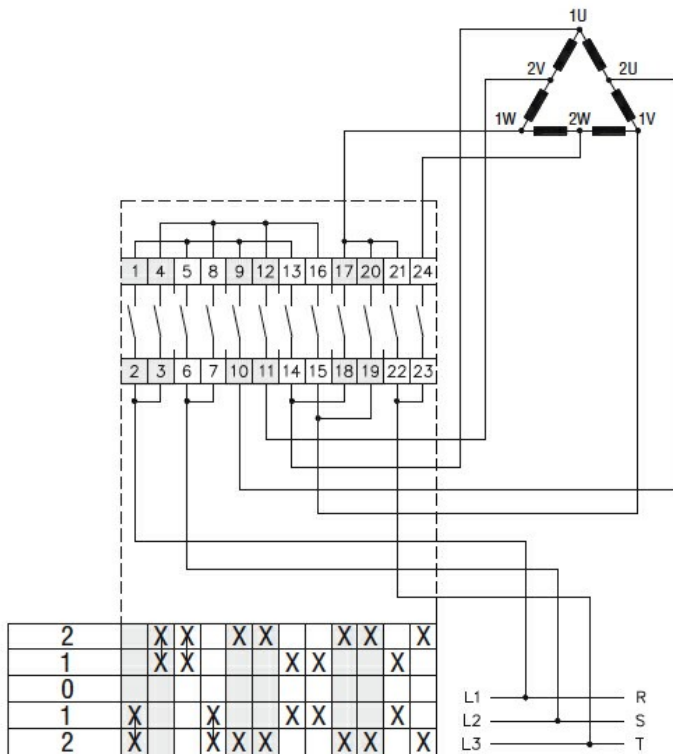 1U
2V 2U
1W 2W 1V
1 4 5 8 9 12 13 16 17 20 21 24
2 3 6 7 10 11 14 15 18 19 22 23
2 X X X X X X X
1 X X X X X
0
1 X X X X X
2 X X X X X X X
L1 R
L2 S
L3 T